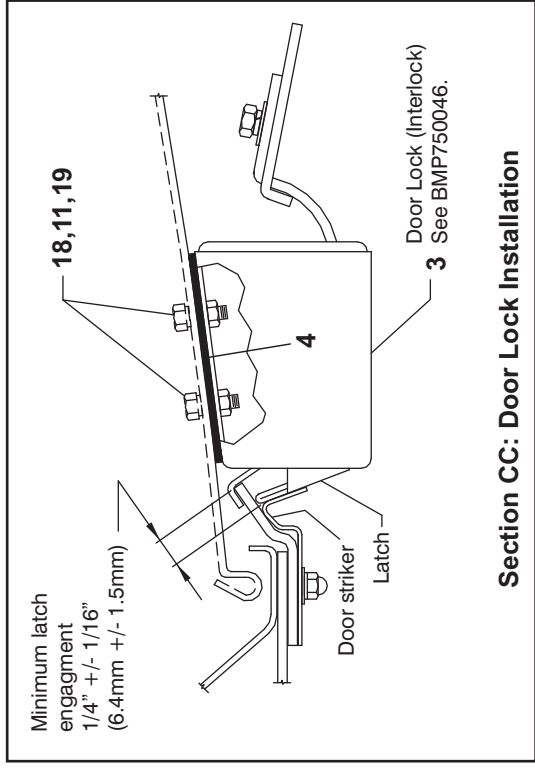 Minimum latch
engagment
1/4" +/- 1/16"
(6.4mm +/- 1.5mm)
18,11,19
4
Door striker
Latch
Door Lock (Interlock)
3 See BMP750046.
Section CC: Door Lock Installation